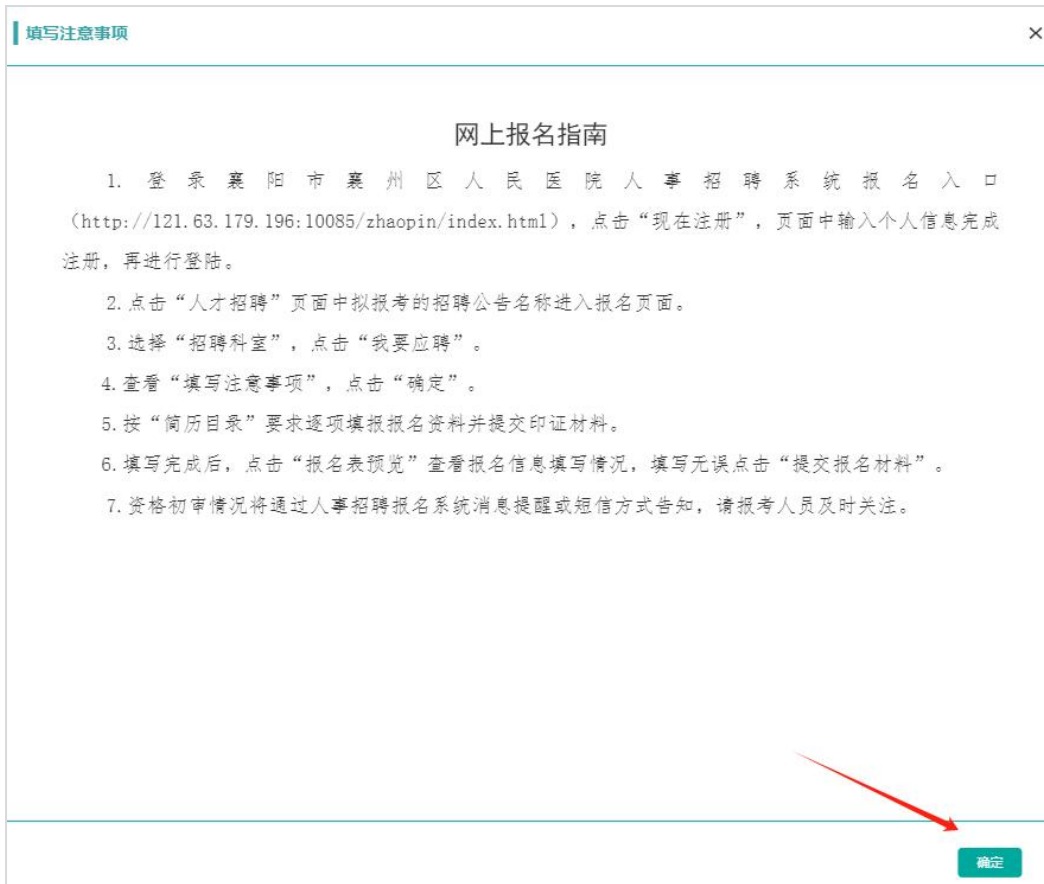 填写注意事项
×
网上报名指南
1. 登录襄阳市襄州区人民医院人事招聘系统报名入口
（http://121.63.179.196:10085/zhaopin/index.html），点击“现在注册”，页面中输入个人信息完成
注册，再进行登陆。
2.点击“人才招聘”页面中拟报考的招聘公告名称进入报名页面。
3.选择“招聘科室”，点击“我要应聘”。
4.查看“填写注意事项”，点击“确定”。
5.按“简历目录”要求逐项填报报名资料并提交印证材料。
6.填写完成后，点击“报名表预览”查看报名信息填写情况，填写无误点击“提交报名材料”。
7.资格初审情况将通过人事招聘报名系统消息提醒或短信方式告知，请报考人员及时关注。
确定